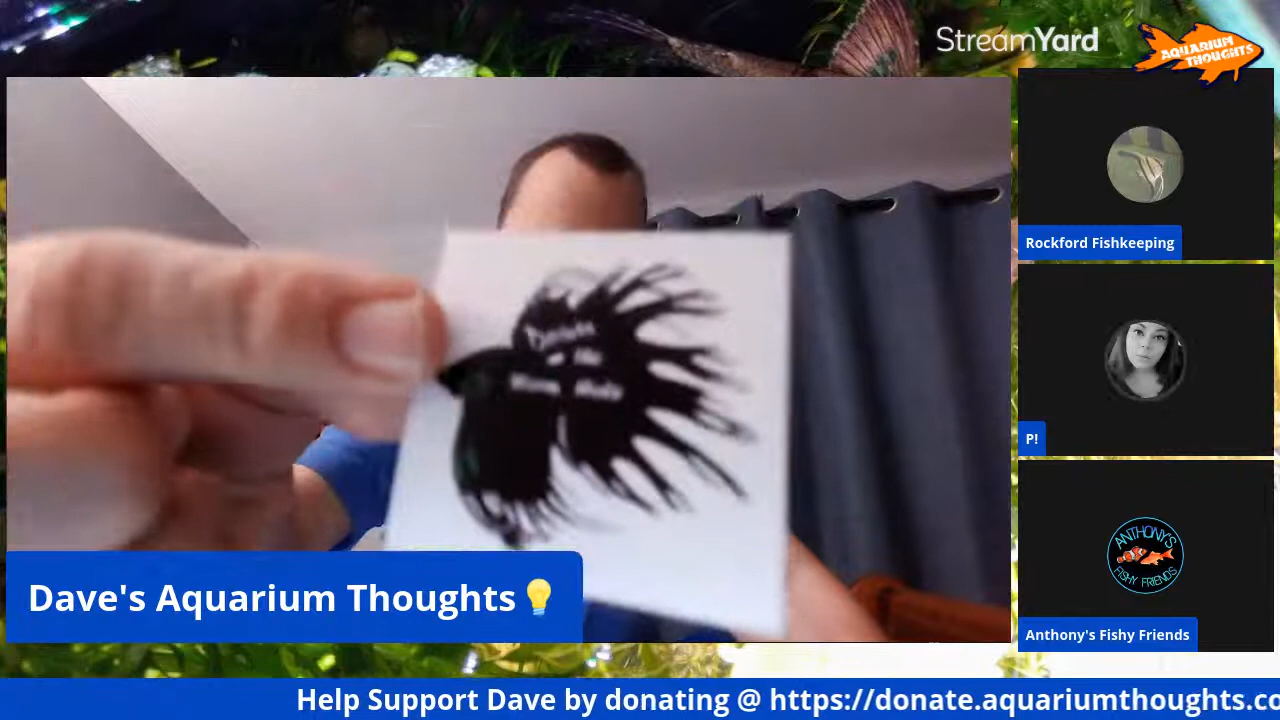 StreamYard
AQUARIUM
THOUGHTS
Rockford Fishkeeping
P!
ANTHONY'S
FISHY FRIENDS
Anthony's Fishy Friends
Dave's Aquarium Thoughts
Help Support Dave by donating @ https://donate.aquariumthoughts.co